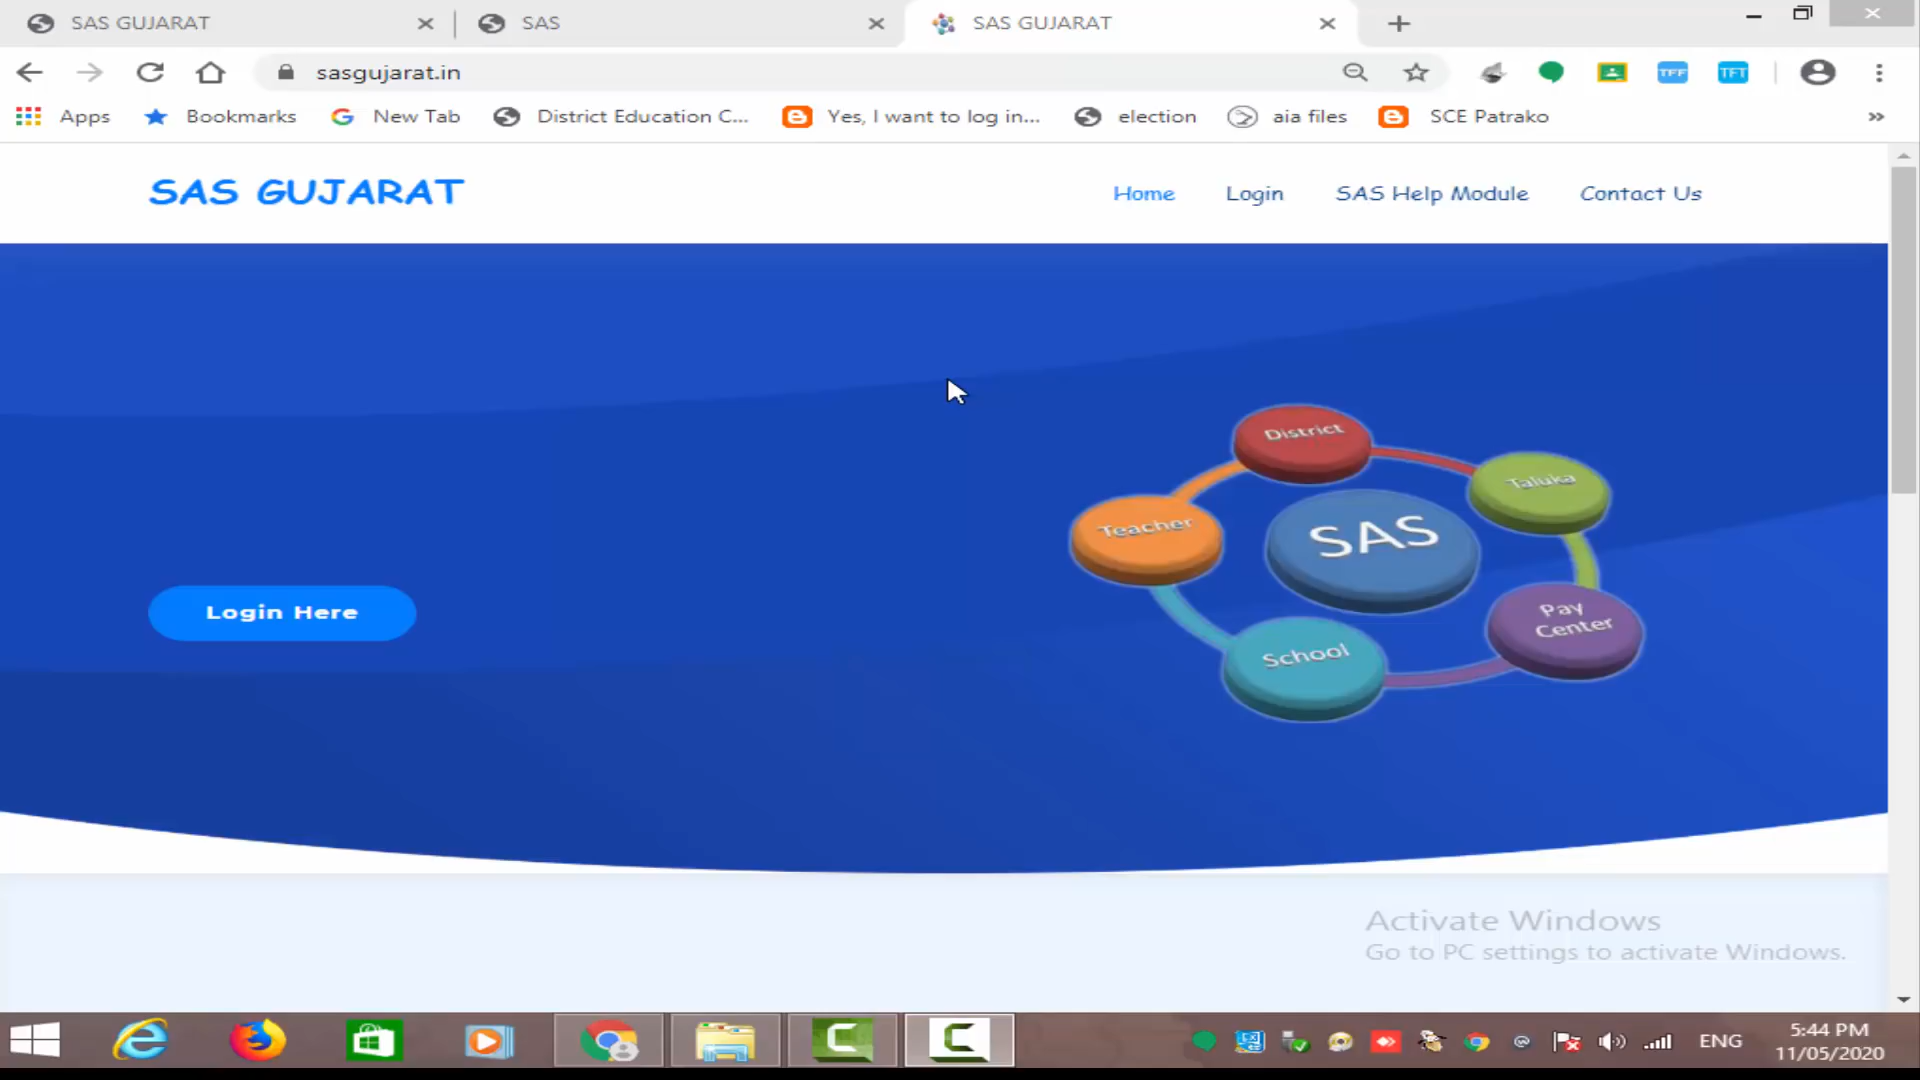 SAS GUJARAT
SAS
SAS GUJARAT
sasgujarat.in
TFF
TFT
Apps
Bookmarks
New Tab
District Education C...
Yes, I want to log in...
election
aia files
SCE Patrako
»
SAS GUJARAT
Home
Login
SAS Help Module
Contact Us
District
Taluka
Teacher
SAS
Pay
Center
School
Login Here
Activate Windows
Go to PC settings to activate Windows.
ENG
5:44 PM
11/05/2020